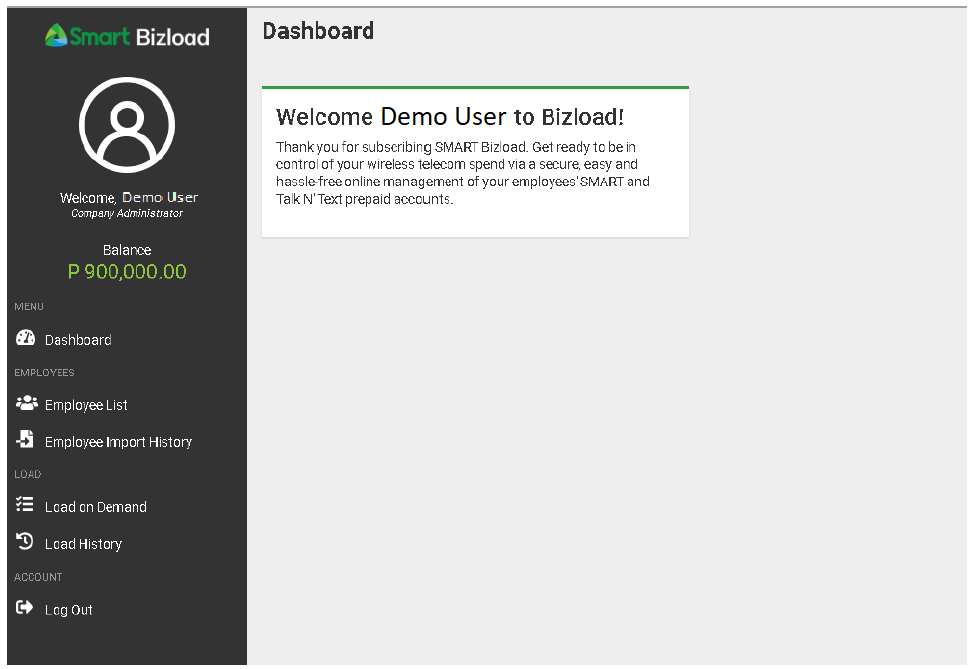 Smart Bizload
Welcome, Demo User
Company Administrator
Balance
P 900,000.00
MENU
Dashboard
EMPLOYEES
Employee List
Employee Import History
LOAD
Load on Demand
Load History
ACCOUNT
Log Out
Dashboard
Welcome Demo User to Bizload!
Thank you for subscribing SMART Bizload. Get ready to be in
control of your wireless telecom spend via a secure, easy and
hassle-free online management of your employees' SMART and
Talk N' Text prepaid accounts.